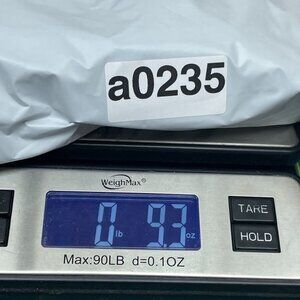 a0235
WeighMax®
0 lb 9.3 oz
TARE
HOLD
Max:90LB d=0.1OZ